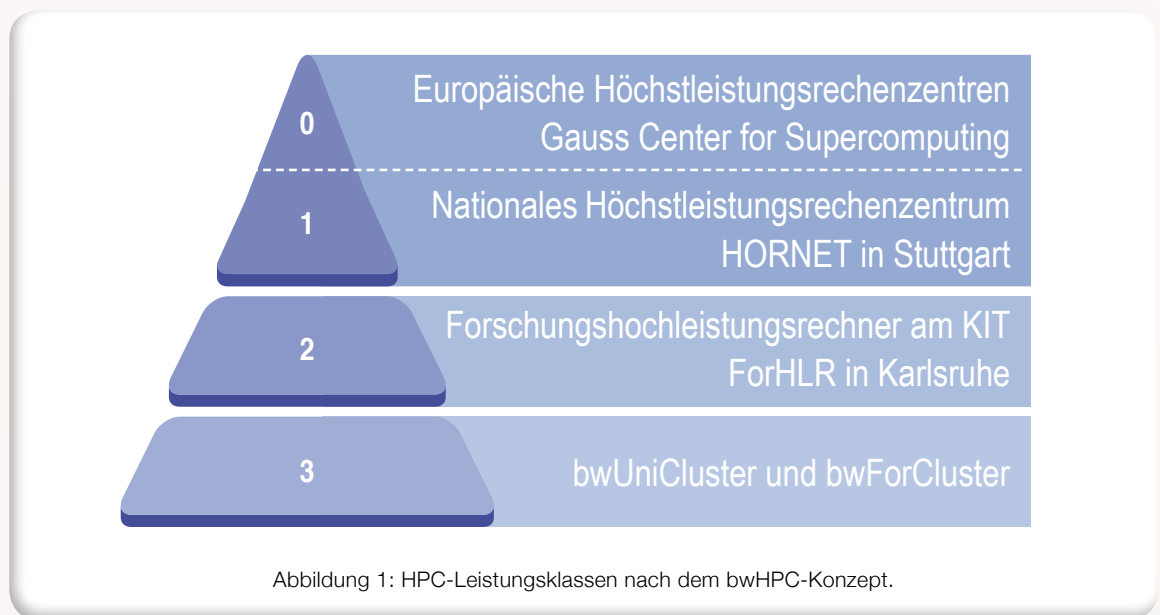 0
Europäische Höchstleistungsrechenzentren
Gauss Center for Supercomputing
1
Nationales Höchstleistungsrechenzentrum
HORNET in Stuttgart
2
Forschungshochleistungsrechner am KIT
ForHLR in Karlsruhe
3
bwUniCluster und bwForCluster
Abbildung 1: HPC-Leistungsklassen nach dem bwHPC-Konzept.